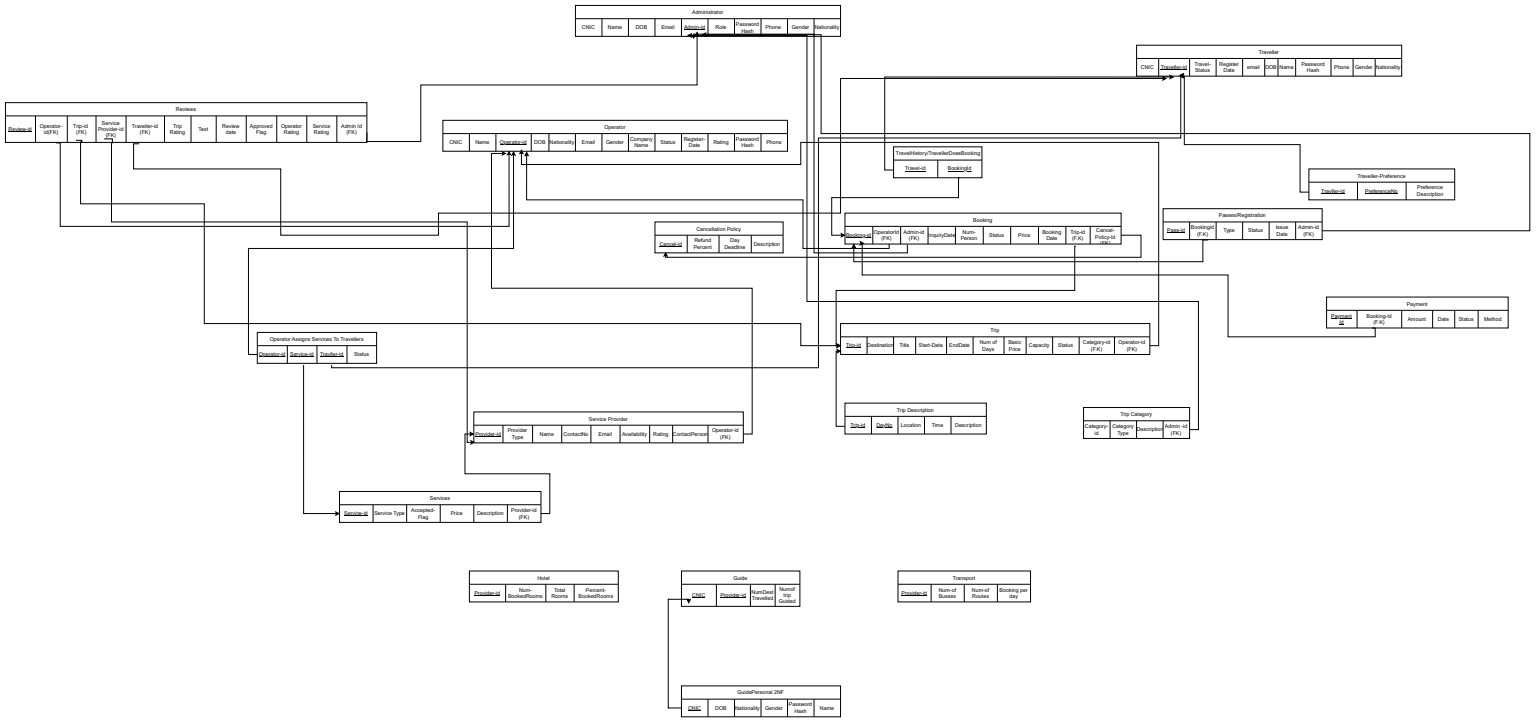 Administrator
CNIC Name DOB Email Admin-id Role Password Hash Phone Gender Nationality
Traveller
CNIC Traveller-id Travel-Status Register Date email DOB Name Password Hash Phone Gender Nationality
Reviews
Review-id Operator-id(FK) Trip-id (FK) Service Provider-id (FK) Traveller-id (FK) Trip Rating Text Review date Approved Flag Operator Rating Service Rating Admin Id (FK)
Operator
CNIC Name Operator-id DOB Nationality Email Gender Company Name Status Register-Date Rating Password Hash Phone
TravelHistory/TravellerDoesBooking
Travel-id BookingId
Traveller-Preference
Travller-id PreferenceNo Preference Description
Passes/Registration
Pass-id BookingId (F.K) Type Status Issue Date Admin-id (FK)
Booking
Booking-id OperatorId (FK) Admin-id (FK) InquiryDate Num-Person Status Price Booking Date Trip-id (F.K) Cancel-Policy-Id (FK)
Cancellation Policy
Cancel-id Refund Percent Day Deadline Description
Payment
Payment id Booking-Id (F.K) Amount Date Status Method
Trip
Trip-id Destination Title Start-Date EndDate Num of Days Basic Price Capacity Status Category-id (F.K) Operator-id (FK)
Operator Assigns Services To Travellers
Operator-id Service-id Traviler-id Status
Trip Description
Trip-id DayNo Location Time Description
Trip Category
Category-id Category Type Description Admin -id (FK)
Service Provider
Provider-id Provider Type Name ContactNo Email Availability Rating ContactPerson Operator-id (FK)
Services
Service-id Service Type Accepted-Flag Price Description Provider-id (FK)
Hotel
Provider-id Num-BookedRooms Total Rooms Percent-BookedRooms
Guide
CNIC Provider-id NumDest Travelled Numof trip Guided
Transport
Provider-id Num-of Busses Num-of Routes Booking per day
GuidePersonal 2NF
CNIC DOB Nationality Gender Password Hash Name